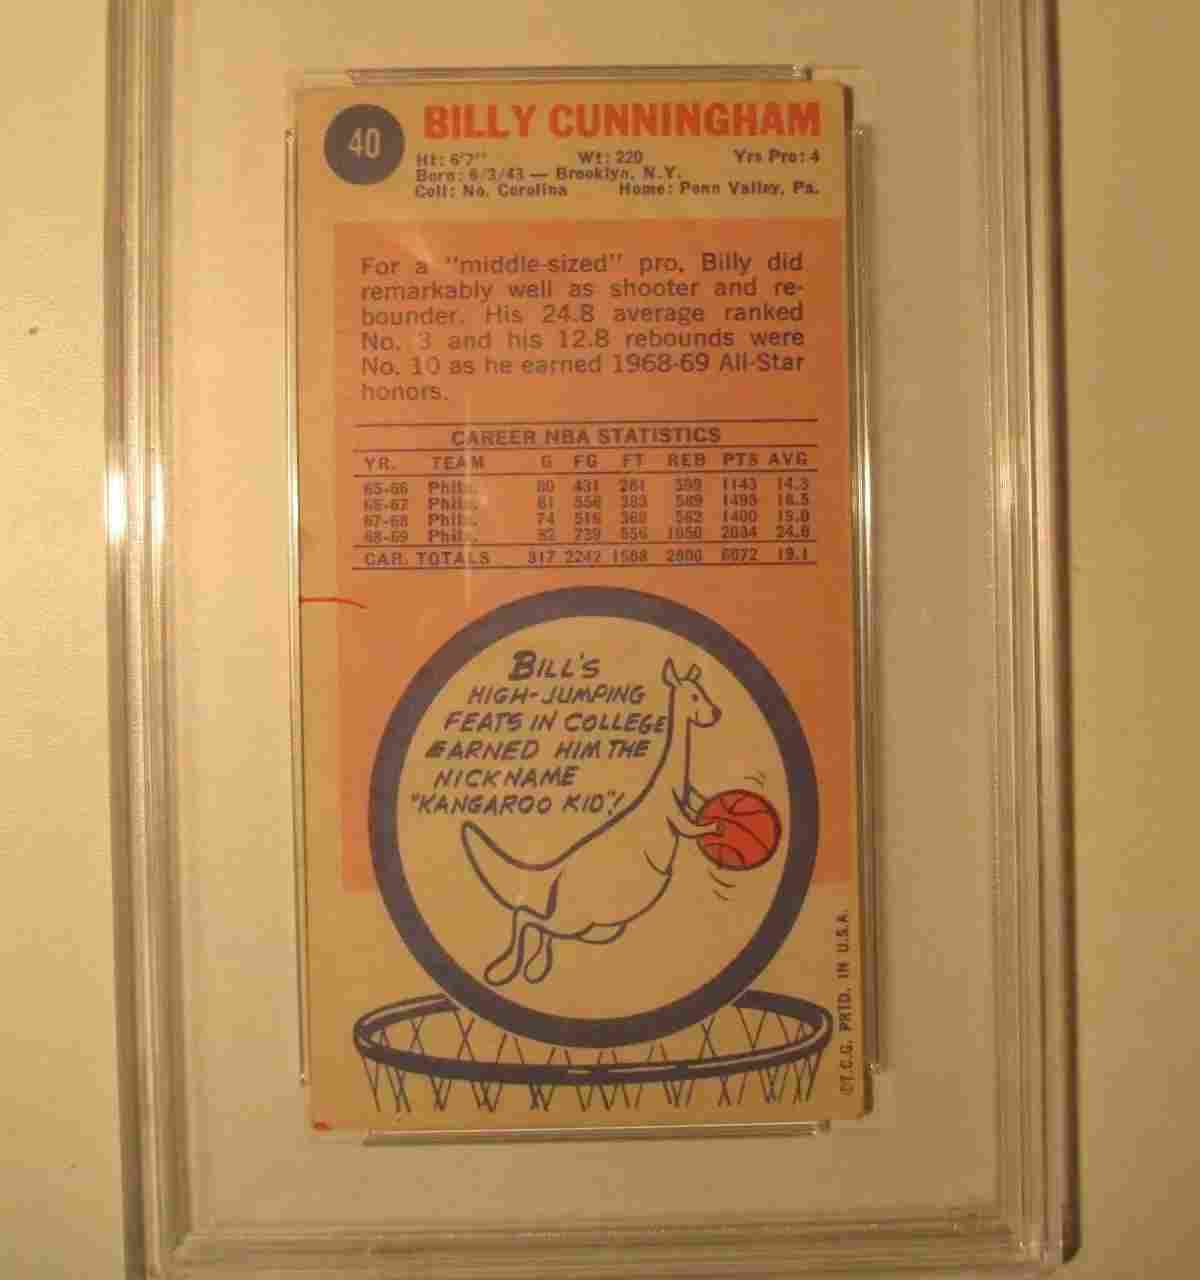 40
BILLY CUNNINGHAM
Ht: 6'7" Wt: 220 Yrs Pro: 4
Born: 6/3/43 — Brooklyn, N.Y.
Coll: No. Carolina Home: Penn Valley, Pa.
For a "middle-sized" pro, Billy did
remarkably well as shooter and re-
bounder. His 24.8 average ranked
No. 3 and his 12.8 rebounds were
No. 10 as he earned 1968-69 All-Star
honors.
CAREER NBA STATISTICS
YR. TEAM G FG FT REB PTS AVG
65-66 Phila. 80 431 281 599 1143 14.3
66-67 Phila. 81 556 383 589 1495 18.5
67-68 Phila. 74 516 368 562 1400 18.9
68-69 Phila. 82 739 556 1050 2034 24.8
CAR. TOTALS 317 2242 1588 2800 6072 19.1
BILL'S
HIGH-JUMPING
FEATS IN COLLEGE
EARNED HIM THE
NICKNAME
"KANGAROO KID"!
©T.C.G. PRTD. IN U.S.A.